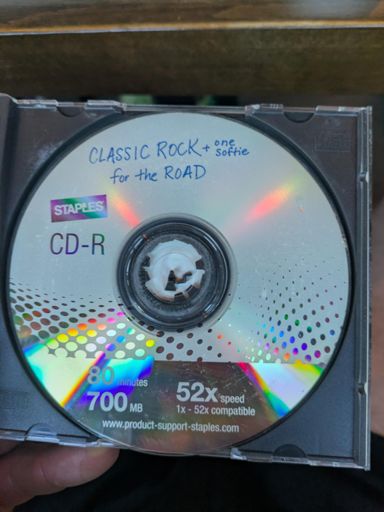 CLASSIC ROCK + one softie
for the ROAD
STAPLES
CD-R
80 minutes
700 MB
52x speed
1x - 52x compatible
www.product-support-staples.com